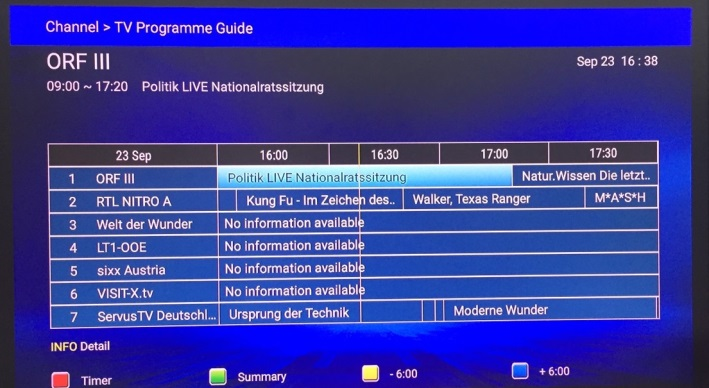 Channel > TV Programme Guide
ORF III
Sep 23 16:38
09:00 ~ 17:20 Politik LIVE Nationalratssitzung
23 Sep 16:00 16:30 17:00 17:30
1 ORF III Politik LIVE Nationalratssitzung Natur.Wissen Die letzt..
2 RTL NITRO A Kung Fu - Im Zeichen des.. Walker, Texas Ranger M*A*S*H
3 Welt der Wunder No information available
4 LT1-OOE No information available
5 sixx Austria No information available
6 VISIT-X.tv No information available
7 ServusTV Deutschl... Ursprung der Technik Moderne Wunder
INFO Detail
Timer Summary - 6:00 + 6:00